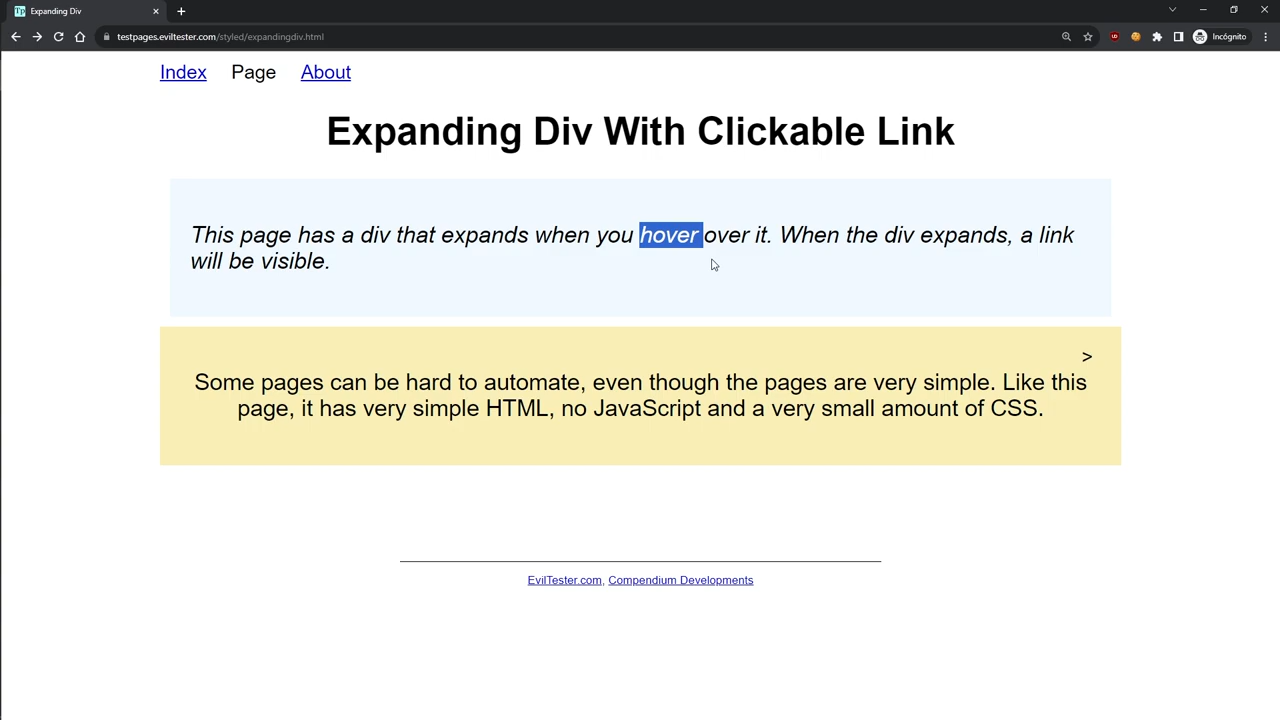 Expanding Div
testpages.eviltester.com/styled/expandingdiv.html
Incógnito
Index Page About
Expanding Div With Clickable Link
This page has a div that expands when you hover over it. When the div expands, a link
will be visible.
>
Some pages can be hard to automate, even though the pages are very simple. Like this
page, it has very simple HTML, no JavaScript and a very small amount of CSS.
EvilTester.com, Compendium Developments